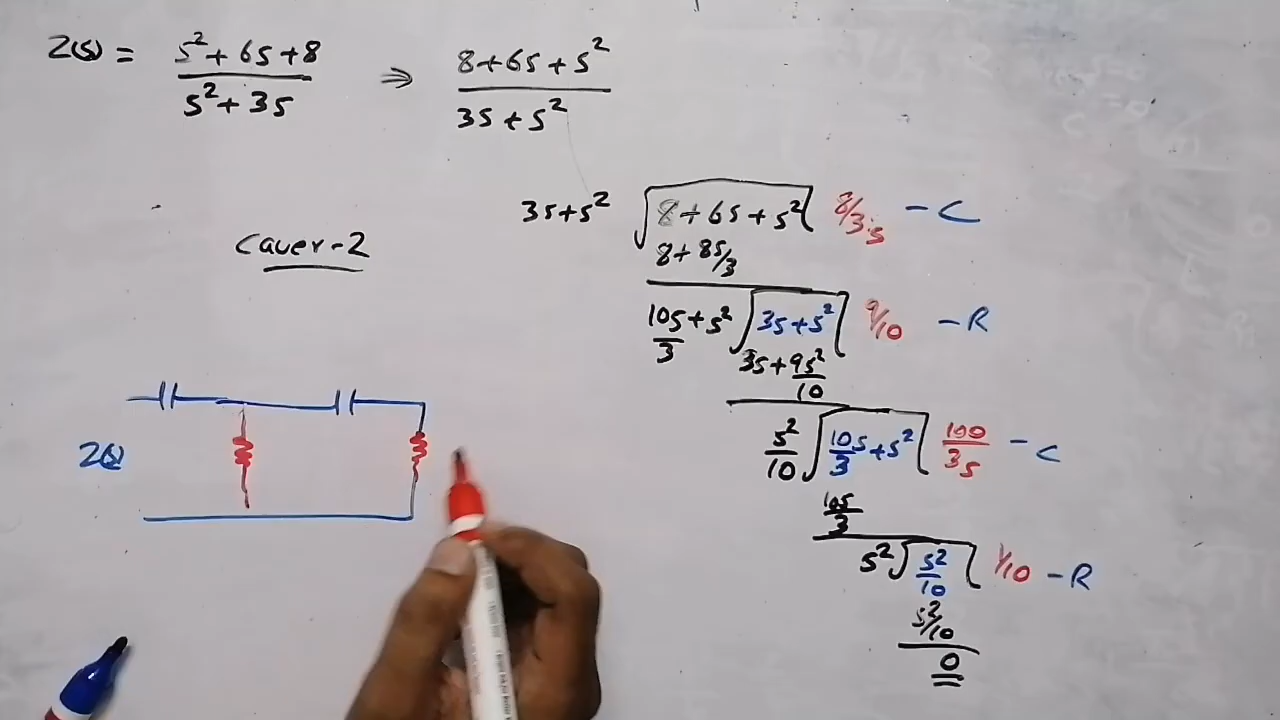 Z(s) = s²+6s+8 / s²+3s ⇒ 8+6s+s² / 3s+s²
3s+s² √ 8+6s+s² 8/3s - C
8+8s/3
10s/3+s² √ 3s+s² 9/10 - R
3s+9s²/10
s²/10 √ 10s/3+s² 100/3s - C
10s/3
s² √ s²/10 1/10 - R
s²/10
0
Cauer-2
Z(s)